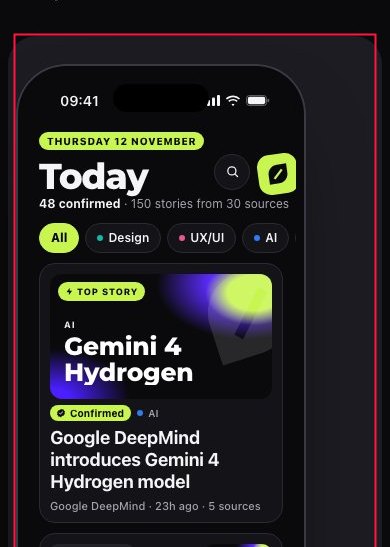 09:41
THURSDAY 12 NOVEMBER
Today
48 confirmed · 150 stories from 30 sources
All
Design
UX/UI
AI
TOP STORY
AI
Gemini 4
Hydrogen
Confirmed
AI
Google DeepMind
introduces Gemini 4
Hydrogen model
Google DeepMind · 23h ago · 5 sources